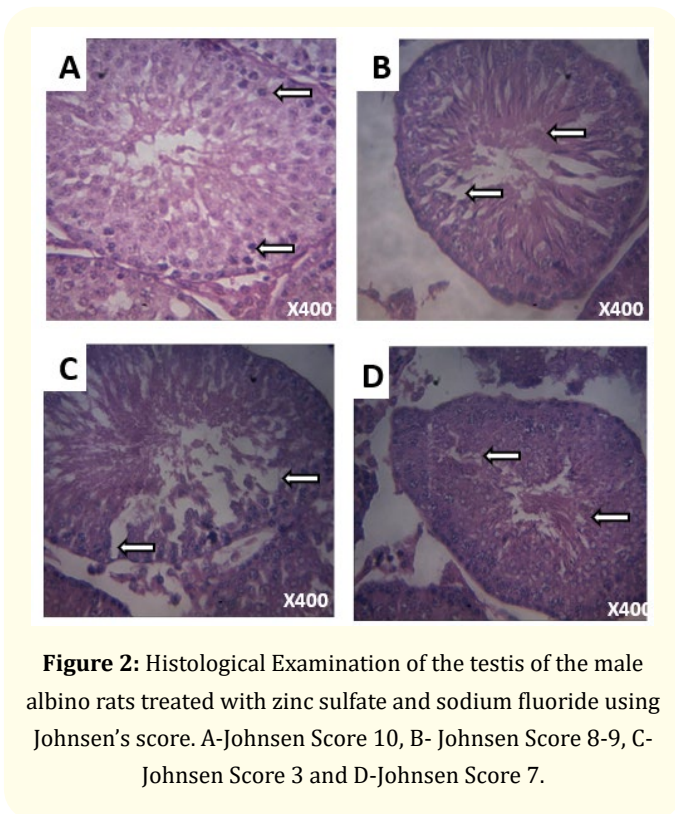 A
B
X400
X400
C
D
X400
X400
Figure 2: Histological Examination of the testis of the male
albino rats treated with zinc sulfate and sodium fluoride using
Johnsen's score. A-Johnsen Score 10, B- Johnsen Score 8-9, C-
Johnsen Score 3 and D-Johnsen Score 7.